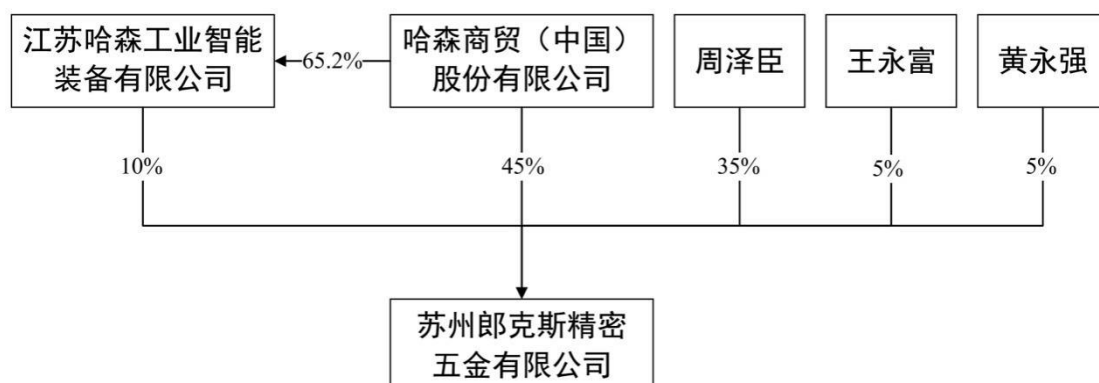 江苏哈森工业智能
装备有限公司
65.2%
哈森商贸（中国）
股份有限公司
周泽臣
王永富
黄永强
10%
45%
35%
5%
5%
苏州郎克斯精密
五金有限公司